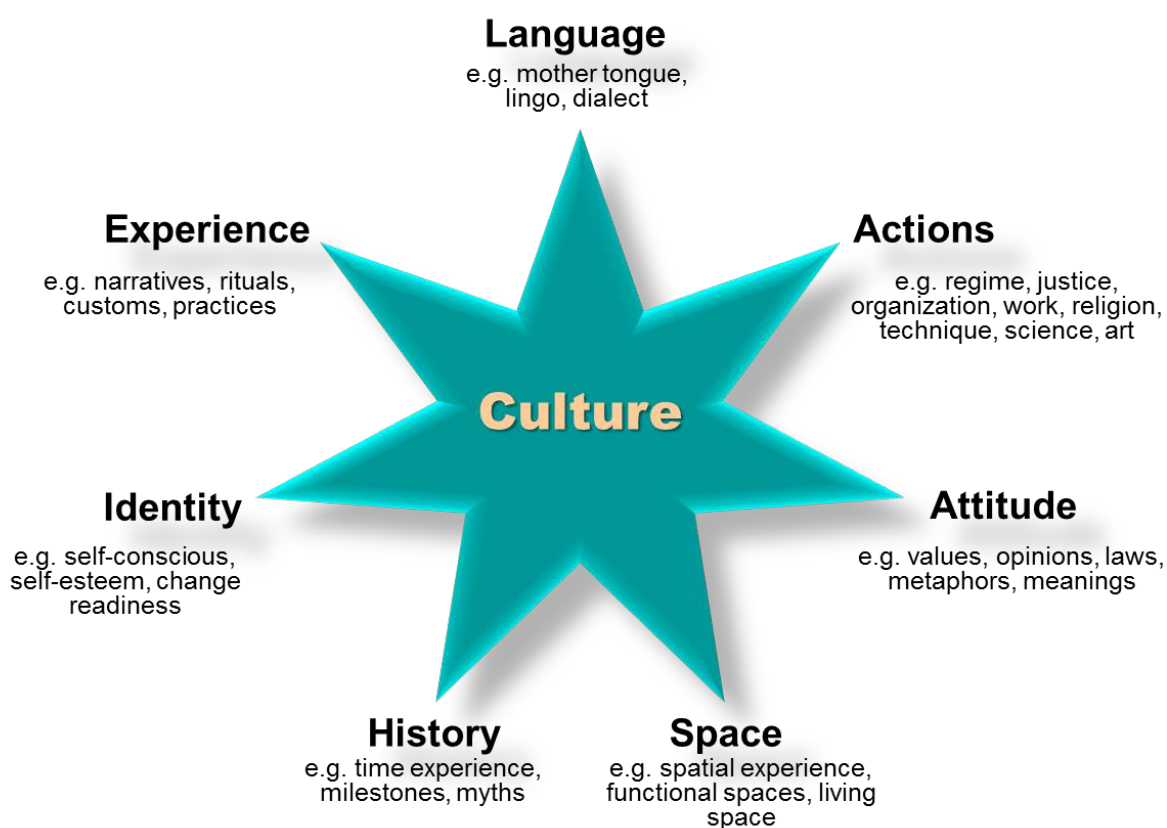 Language
e.g. mother tongue,
lingo, dialect
Experience
e.g. narratives, rituals,
customs, practices
Actions
e.g. regime, justice,
organization, work, religion,
technique, science, art
Culture
Identity
e.g. self-conscious,
self-esteem, change
readiness
Attitude
e.g. values, opinions, laws,
metaphors, meanings
History
e.g. time experience,
milestones, myths
Space
e.g. spatial experience,
functional spaces, living
space